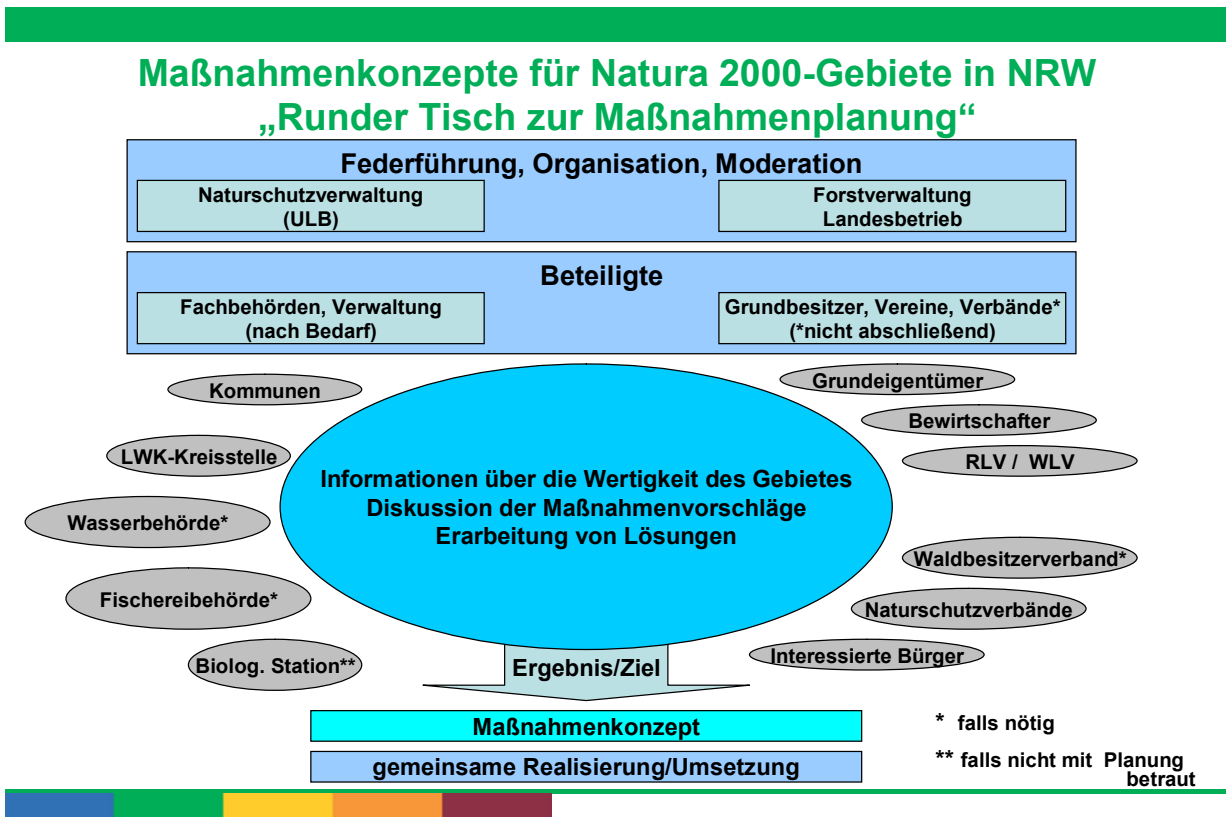 Maßnahmenkonzepte für Natura 2000-Gebiete in NRW
„Runder Tisch zur Maßnahmenplanung“
Federführung, Organisation, Moderation
Naturschutzverwaltung
(ULB)
Forstverwaltung
Landesbetrieb
Beteiligte
Fachbehörden, Verwaltung
(nach Bedarf)
Grundbesitzer, Vereine, Verbände*
(*nicht abschließend)
Kommunen
LWK-Kreisstelle
Wasserbehörde*
Fischereibehörde*
Biolog. Station**
Informationen über die Wertigkeit des Gebietes
Diskussion der Maßnahmenvorschläge
Erarbeitung von Lösungen
Grundeigentümer
Bewirtschafter
RLV / WLV
Waldbesitzerverband*
Naturschutzverbände
Interessierte Bürger
Ergebnis/Ziel
Maßnahmenkonzept
gemeinsame Realisierung/Umsetzung
* falls nötig
** falls nicht mit Planung
betraut